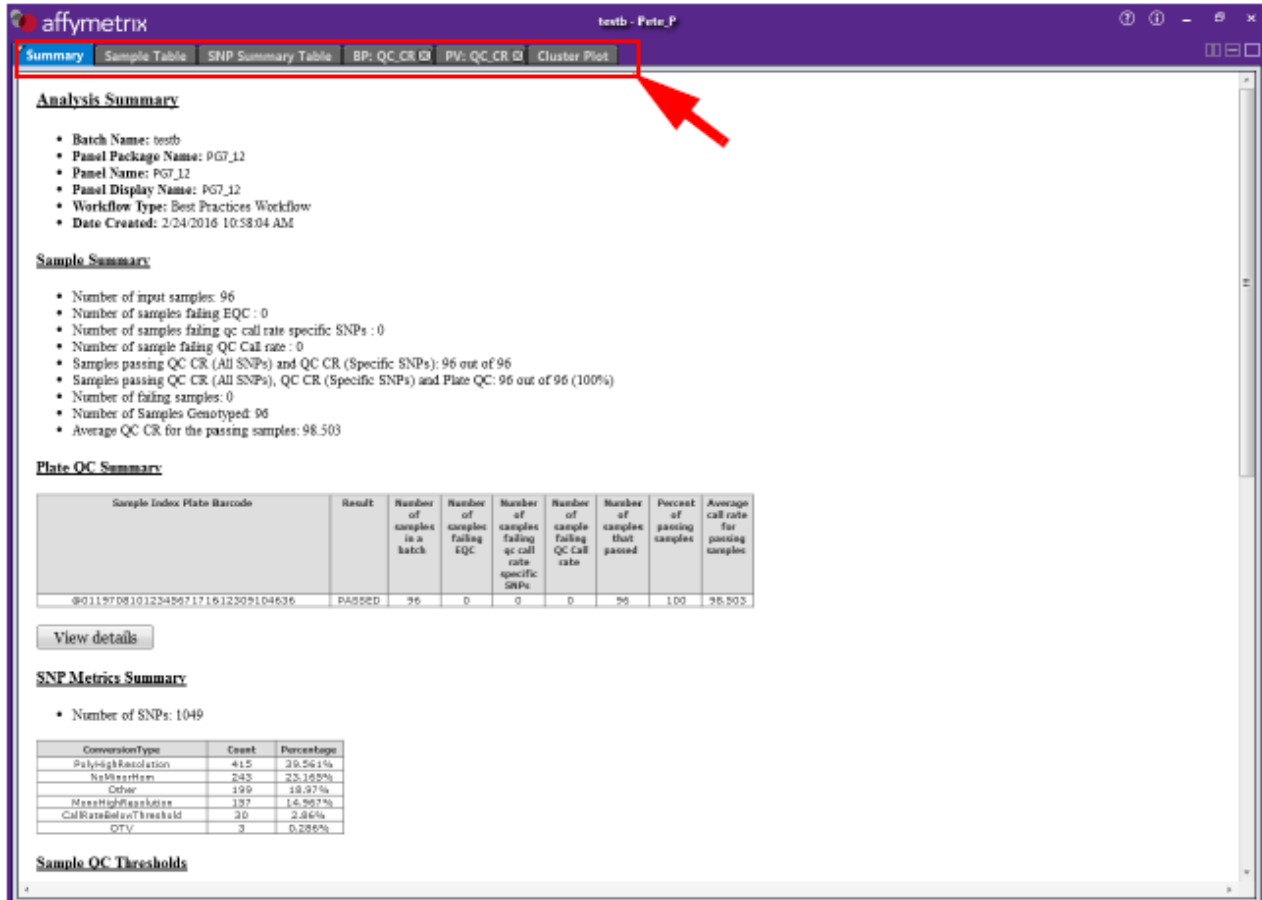 affymetrix
testb - Pete_P
Summary Sample Table SNP Summary Table BP: QC_CR PV: QC_CR Cluster Plot
Analysis Summary
• Batch Name: testb
• Panel Package Name: PG7_12
• Panel Name: PG7_12
• Panel Display Name: PG7_12
• Workflow Type: Best Practices Workflow
• Date Created: 2/24/2016 10:58:04 AM
Sample Summary
• Number of input samples: 96
• Number of samples failing EQC : 0
• Number of samples failing qc call rate specific SNPs : 0
• Number of sample failing QC Call rate : 0
• Samples passing QC CR (All SNPs) and QC CR (Specific SNPs): 96 out of 96
• Samples passing QC CR (All SNPs), QC CR (Specific SNPs) and Plate QC: 96 out of 96 (100%)
• Number of failing samples: 0
• Number of Samples Genotyped: 96
• Average QC CR for the passing samples: 98.503
Plate QC Summary
Sample Index Plate Barcode Result Number of samples in a batch Number of samples failing EQC Number of samples failing qc call rate specific SNPs Number of sample failing QC Call rate Number of samples that passed Percent of passing samples Average call rate for passing samples
PASSED 96 0 0 0 96 100 98.503
View details
SNP Metrics Summary
• Number of SNPs: 1049
ConversionType Count Percentage
PolyHighResolution 415 39.561%
NoMinorHom 243 23.165%
Other 199 18.97%
MonoHighResolution 157 14.967%
CallRateBelowThreshold 30 2.86%
OTV 3 0.286%
Sample QC Thresholds